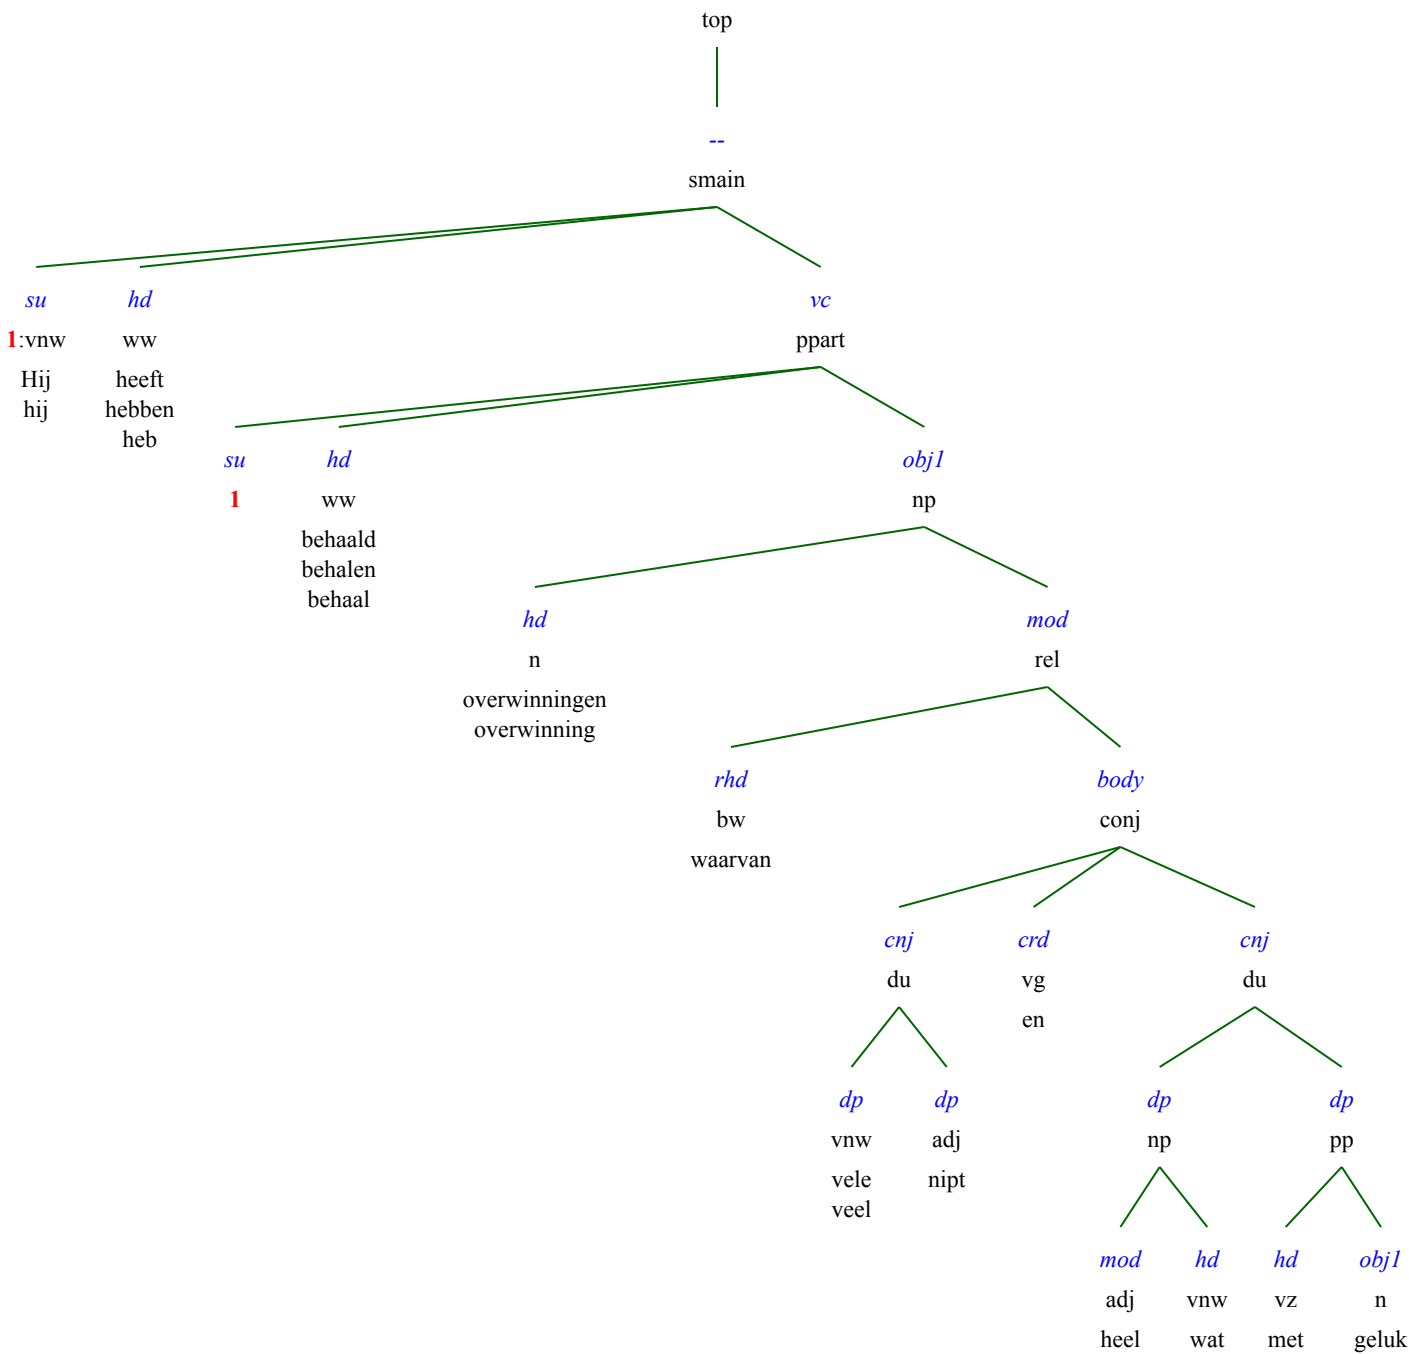 top
--
smain
su hd vc
1:vnw ww ppart
Hij heeft
hij hebben
heb
su hd obj1
1 ww np
behaald
behalen
behaal
hd mod
n rel
overwinningen
overwinning
rhd body
bw conj
waarvan
cnj crd cnj
du vg du
en
dp dp dp dp
vnw adj np pp
vele nipt
veel
mod hd hd obj1
adj vnw vz n
heel wat met geluk